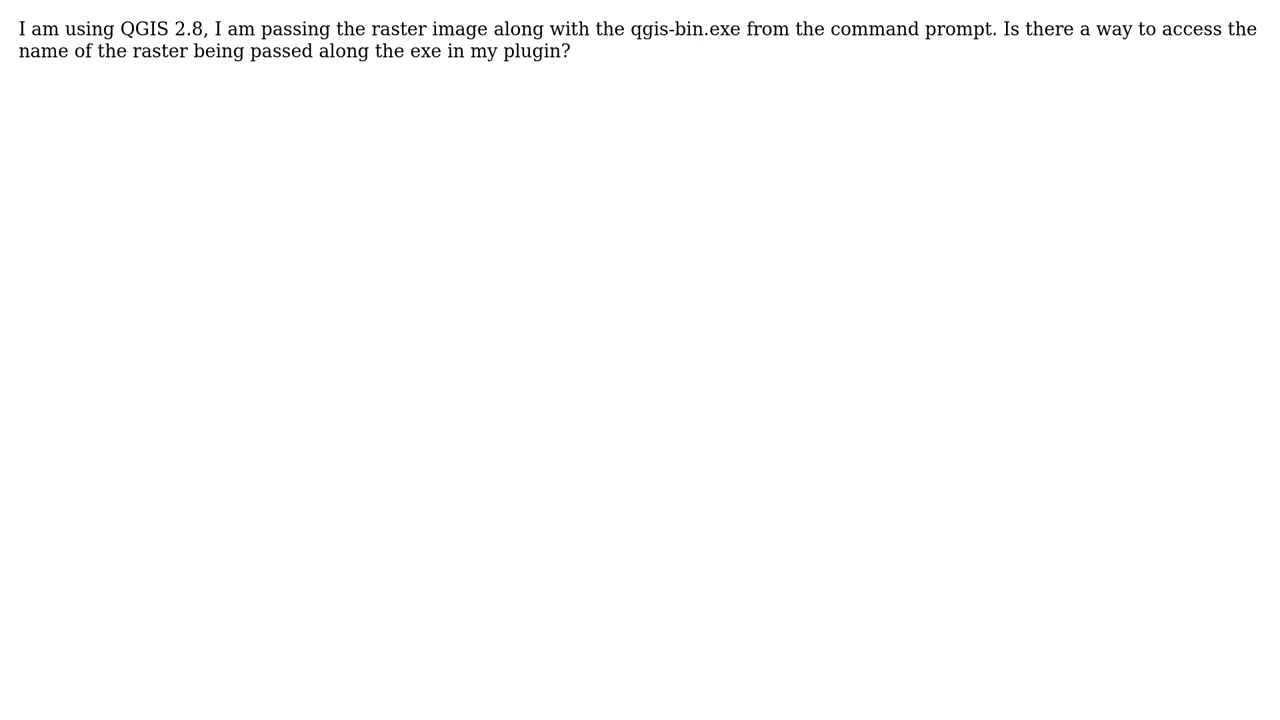 I am using QGIS 2.8, I am passing the raster image along with the qgis-bin.exe from the command prompt. Is there a way to access the
name of the raster being passed along the exe in my plugin?